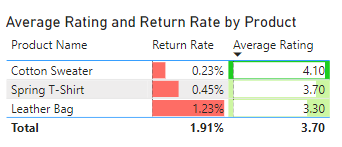 Average Rating and Return Rate by Product
Product Name Return Rate Average Rating
Cotton Sweater 0.23% 4.10
Spring T-Shirt 0.45% 3.70
Leather Bag 1.23% 3.30
Total 1.91% 3.70